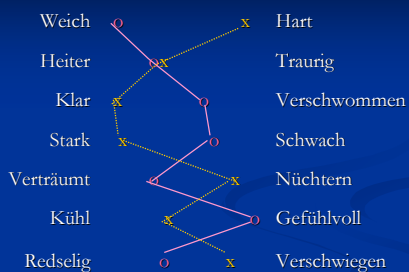 Weich o x Hart
Heiter o x Traurig
Klar x o Verschwommen
Stark x o Schwach
Verträumt o x Nüchtern
Kühl x o Gefühlvoll
Redselig o x Verschwiegen